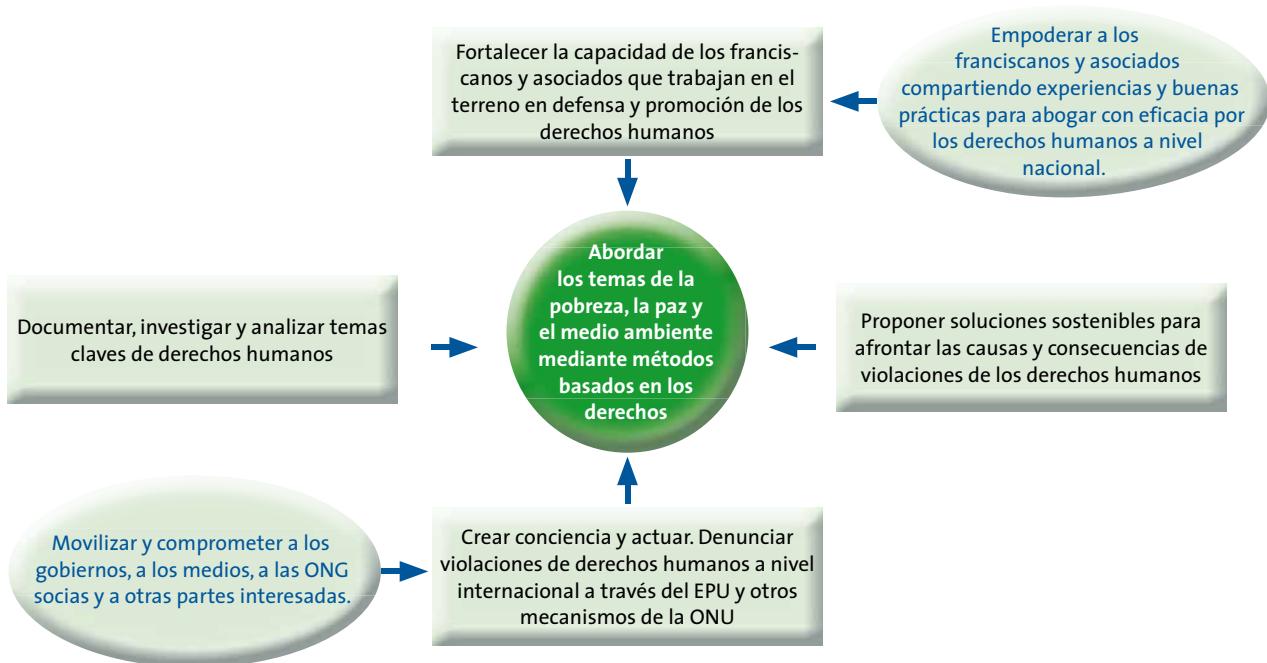 Fortalecer la capacidad de los francis-
canos y asociados que trabajan en el
terreno en defensa y promoción de los
derechos humanos
Empoderar a los
franciscanos y asociados
compartiendo experiencias y buenas
prácticas para abogar con eficacia por
los derechos humanos a nivel
nacional.
Abordar
los temas de la
pobreza, la paz y
el medio ambiente
mediante métodos
basados en los
derechos
Documentar, investigar y analizar temas
claves de derechos humanos
Proponer soluciones sostenibles para
afrontar las causas y consecuencias de
violaciones de los derechos humanos
Movilizar y comprometer a los
gobiernos, a los medios, a las ONG
socias y a otras partes interesadas.
Crear conciencia y actuar. Denunciar
violaciones de derechos humanos a nivel
internacional a través del EPU y otros
mecanismos de la ONU